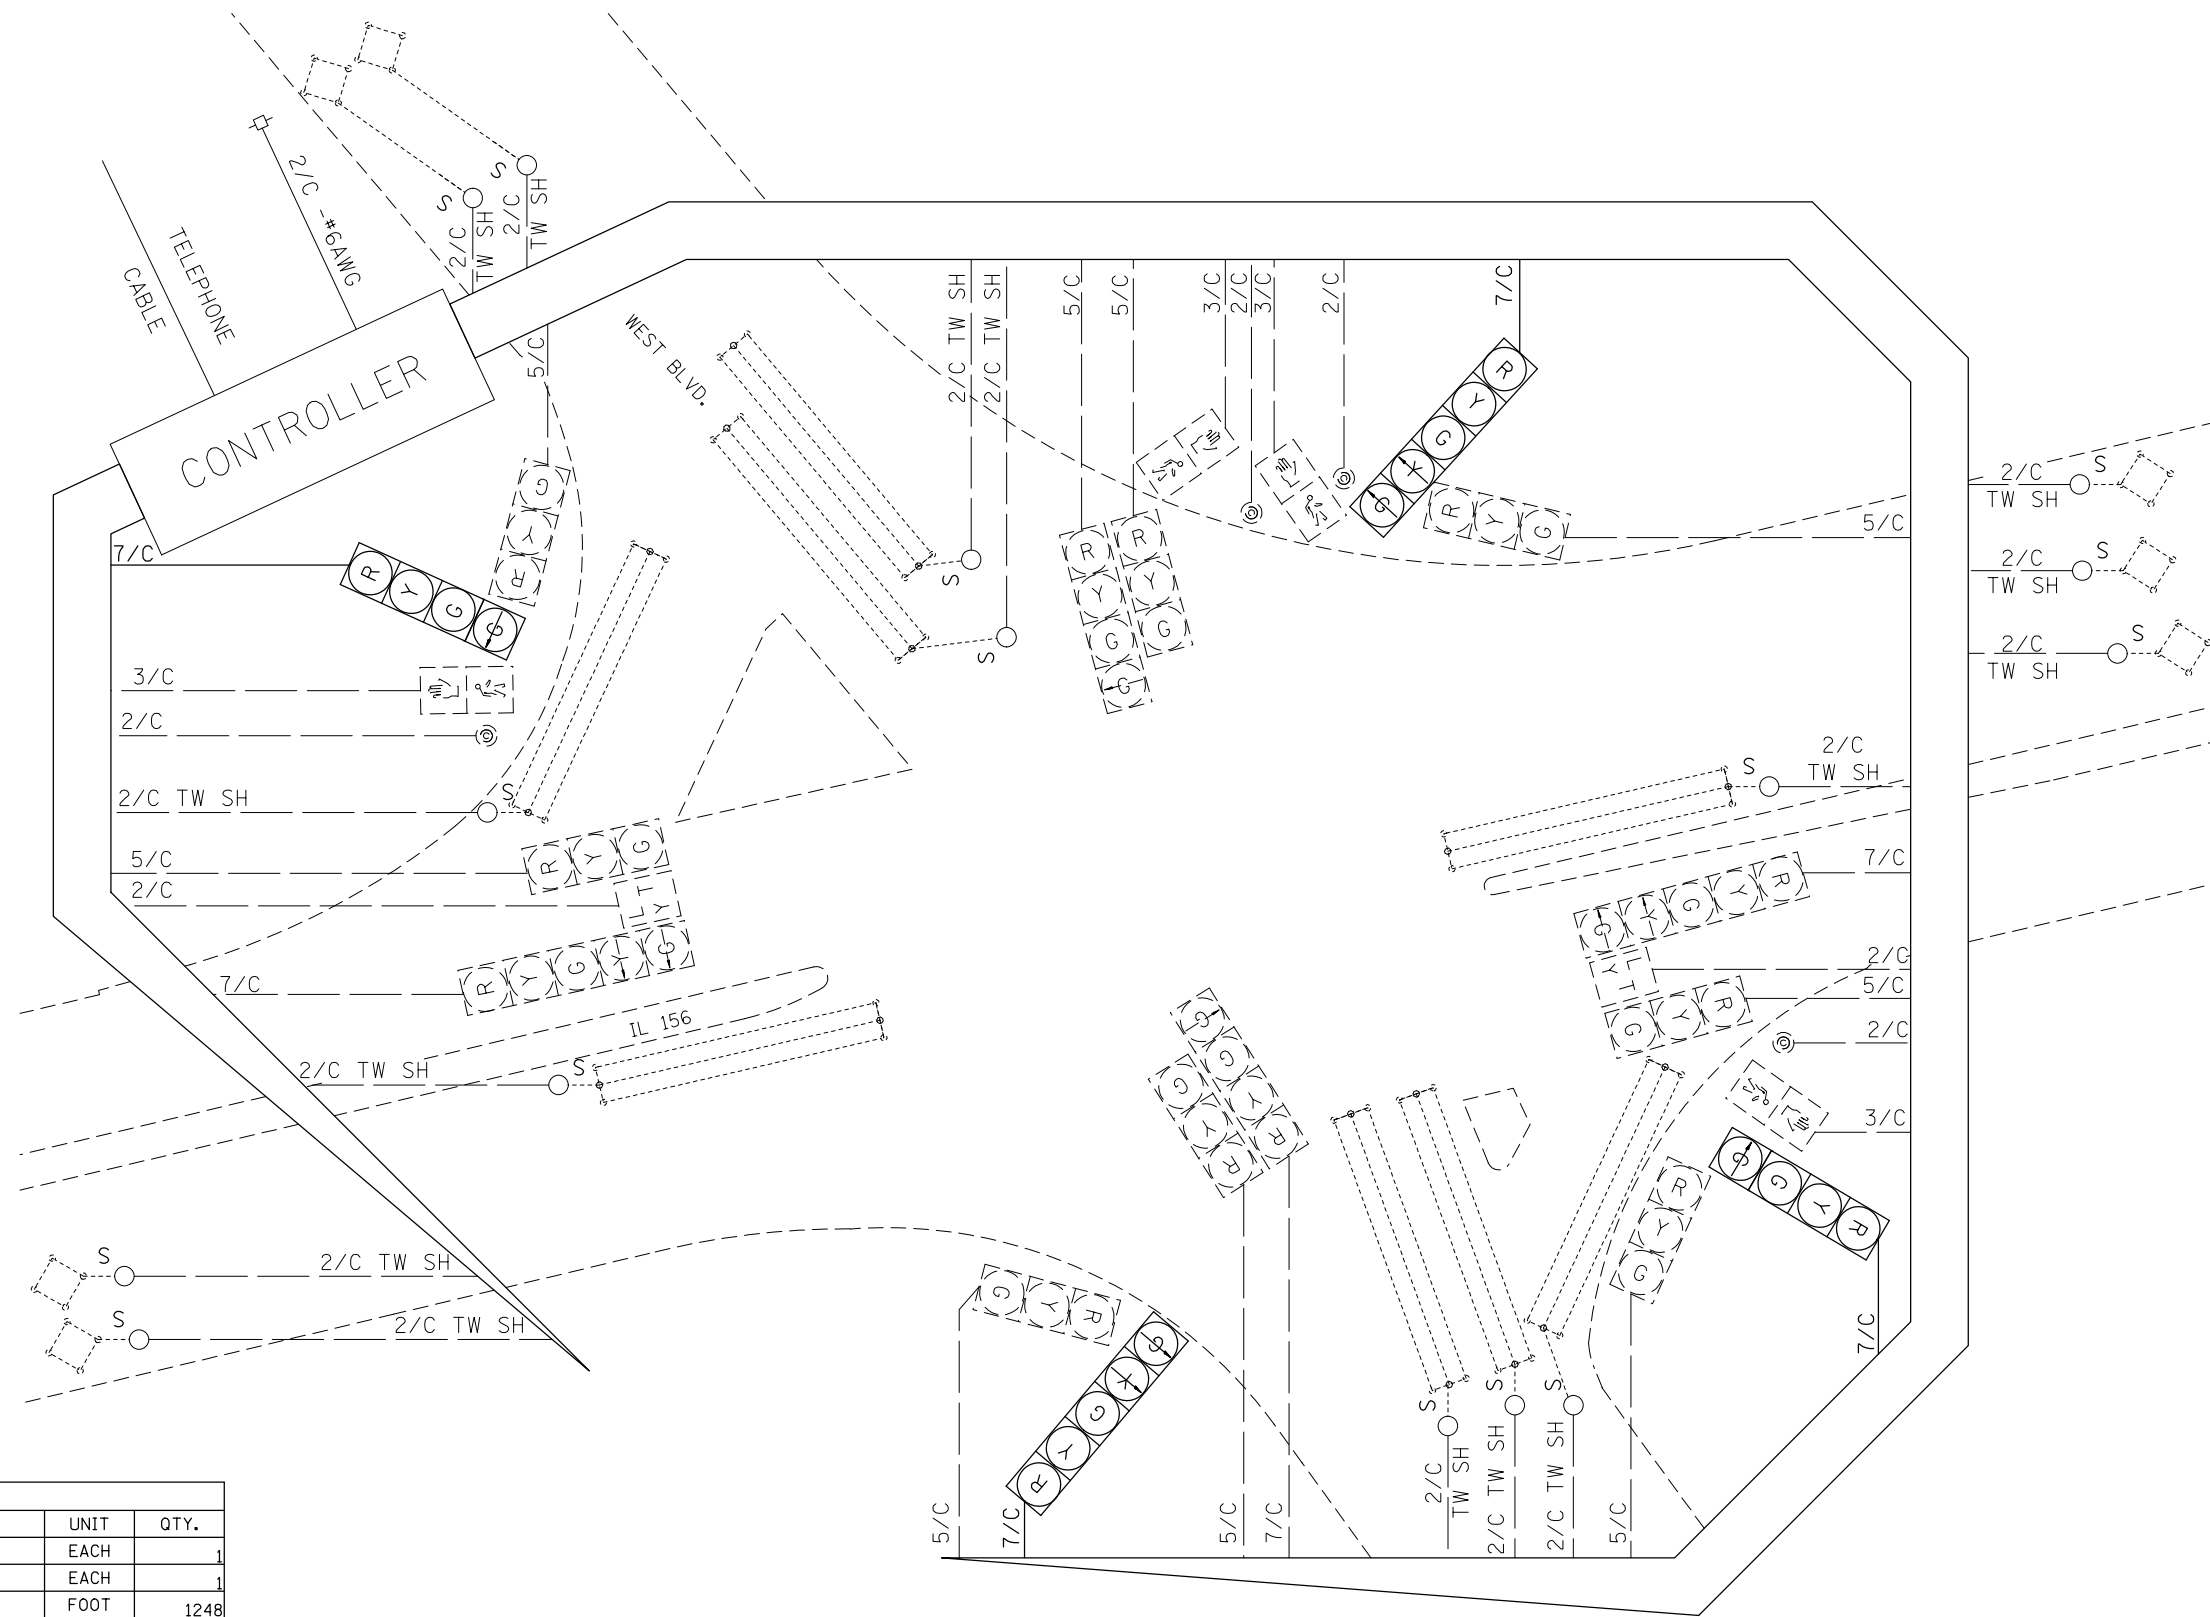 S
S
2/C
TW SH
2/C
TW SH
2/C -#6AWG
TELEPHONE
CABLE
CONTROLLER
5/C
WEST BLVD.
2/C TW SH
2/C TW SH
5/C
5/C
3/C
2/C
3/C
2/C
7/C
R
Y
G
Y
G
R Y G
5/C
2/C
TW SH
S
2/C
TW SH
S
2/C
TW SH
S
7/C
R Y G G
G
Y
R
3/C
2/C
2/C TW SH
S
S
S
R
Y
G
G
R
Y
G
5/C
2/C
R Y G
LT
Y
R Y G Y G
7/C
IL 156
2/C TW SH
S
S
2/C
TW SH
G Y G Y R
7/C
LT
Y
2/C
G Y R
5/C
2/C
3/C
G G Y R
7/C
R
Y
G
5/C
G
G
Y
R
G
Y
R
S
2/C TW SH
S
2/C TW SH
G Y R
G
Y
G
Y
R
5/C
7/C
5/C
7/C
S
2/C
TW SH
S
2/C TW SH
S
2/C TW SH
UNIT QTY.
EACH 1
EACH 1
FOOT 1248